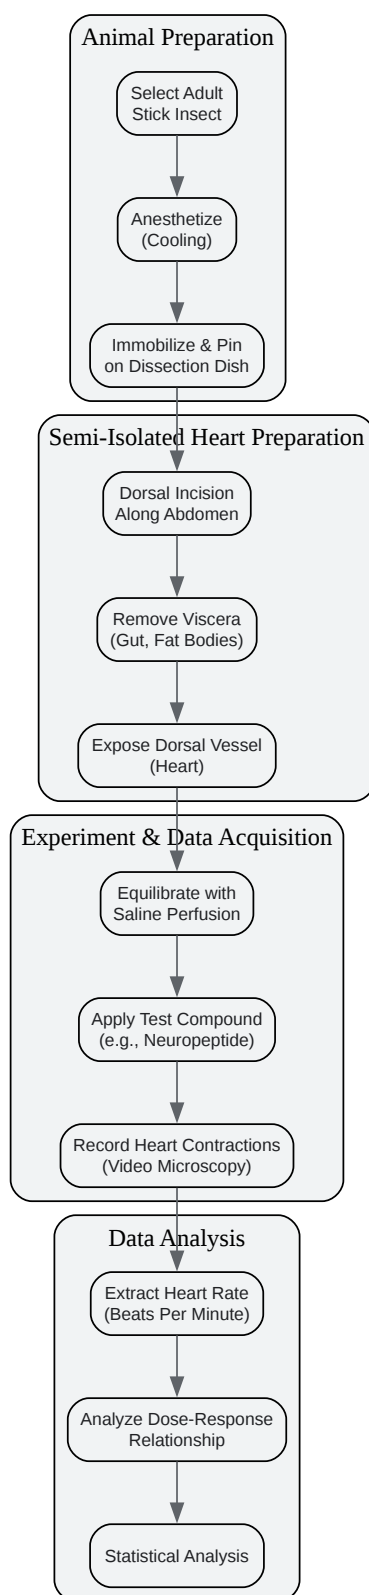 Animal Preparation
Select Adult
Stick Insect
Anesthetize
(Cooling)
Immobilize & Pin
on Dissection Dish
Semi-Isolated Heart Preparation
Dorsal Incision
Along Abdomen
Remove Viscera
(Gut, Fat Bodies)
Expose Dorsal Vessel
(Heart)
Experiment & Data Acquisition
Equilibrate with
Saline Perfusion
Apply Test Compound
(e.g., Neuropeptide)
Record Heart Contractions
(Video Microscopy)
Data Analysis
Extract Heart Rate
(Beats Per Minute)
Analyze Dose-Response
Relationship
Statistical Analysis